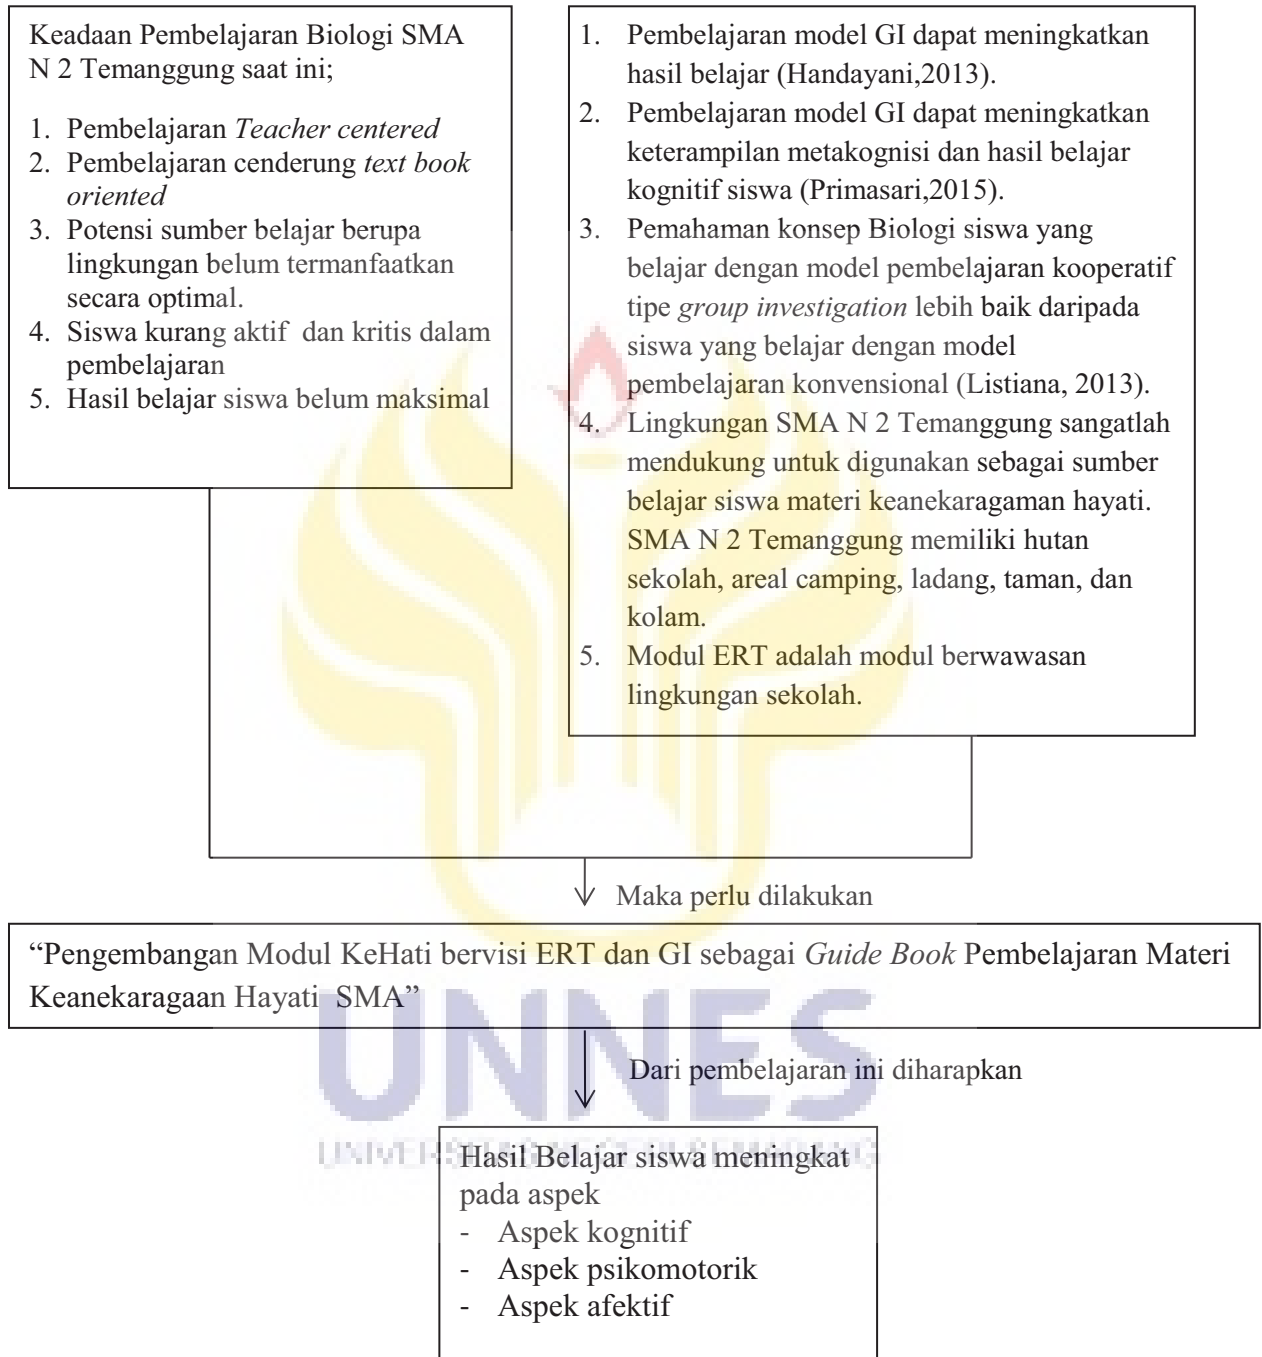 Keadaan Pembelajaran Biologi SMA
N 2 Temanggung saat ini;
1. Pembelajaran Teacher centered
2. Pembelajaran cenderung text book
oriented
3. Potensi sumber belajar berupa
lingkungan belum termanfaatkan
secara optimal.
4. Siswa kurang aktif dan kritis dalam
pembelajaran
5. Hasil belajar siswa belum maksimal
1. Pembelajaran model GI dapat meningkatkan
hasil belajar (Handayani,2013).
2. Pembelajaran model GI dapat meningkatkan
keterampilan metakognisi dan hasil belajar
kognitif siswa (Primasari,2015).
3. Pemahaman konsep Biologi siswa yang
belajar dengan model pembelajaran kooperatif
tipe group investigation lebih baik daripada
siswa yang belajar dengan model
pembelajaran konvensional (Listiana, 2013).
4. Lingkungan SMA N 2 Temanggung sangatlah
mendukung untuk digunakan sebagai sumber
belajar siswa materi keanekaragaman hayati.
SMA N 2 Temanggung memiliki hutan
sekolah, areal camping, ladang, taman, dan
kolam.
5. Modul ERT adalah modul berwawasan
lingkungan sekolah.
Maka perlu dilakukan
“Pengembangan Modul KeHati bervisi ERT dan GI sebagai Guide Book Pembelajaran Materi
Keanekaragaan Hayati SMA”
UNNES
Dari pembelajaran ini diharapkan
Hasil Belajar siswa meningkat
pada aspek
- Aspek kognitif
- Aspek psikomotorik
- Aspek afektif